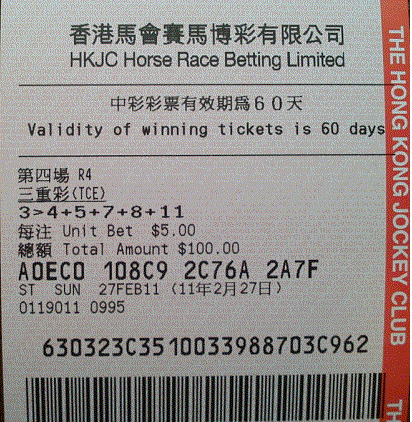 香港馬會賽馬博彩有限公司
HKJC Horse Race Betting Limited
中彩彩票有效期爲60天
Validity of winning tickets is 60 days
第四場 R4
三重彩(TCE)
3>4+5+7+8+11
每注 Unit Bet $5.00
總額 Total Amount $100.00
A0EC0 108C9 2C76A 2A7F
ST SUN 27FEB11 (11年2月27日)
0119011 0995
630323C3510033988703C962
THE HONG KONG JOCKEY CLUB
TH